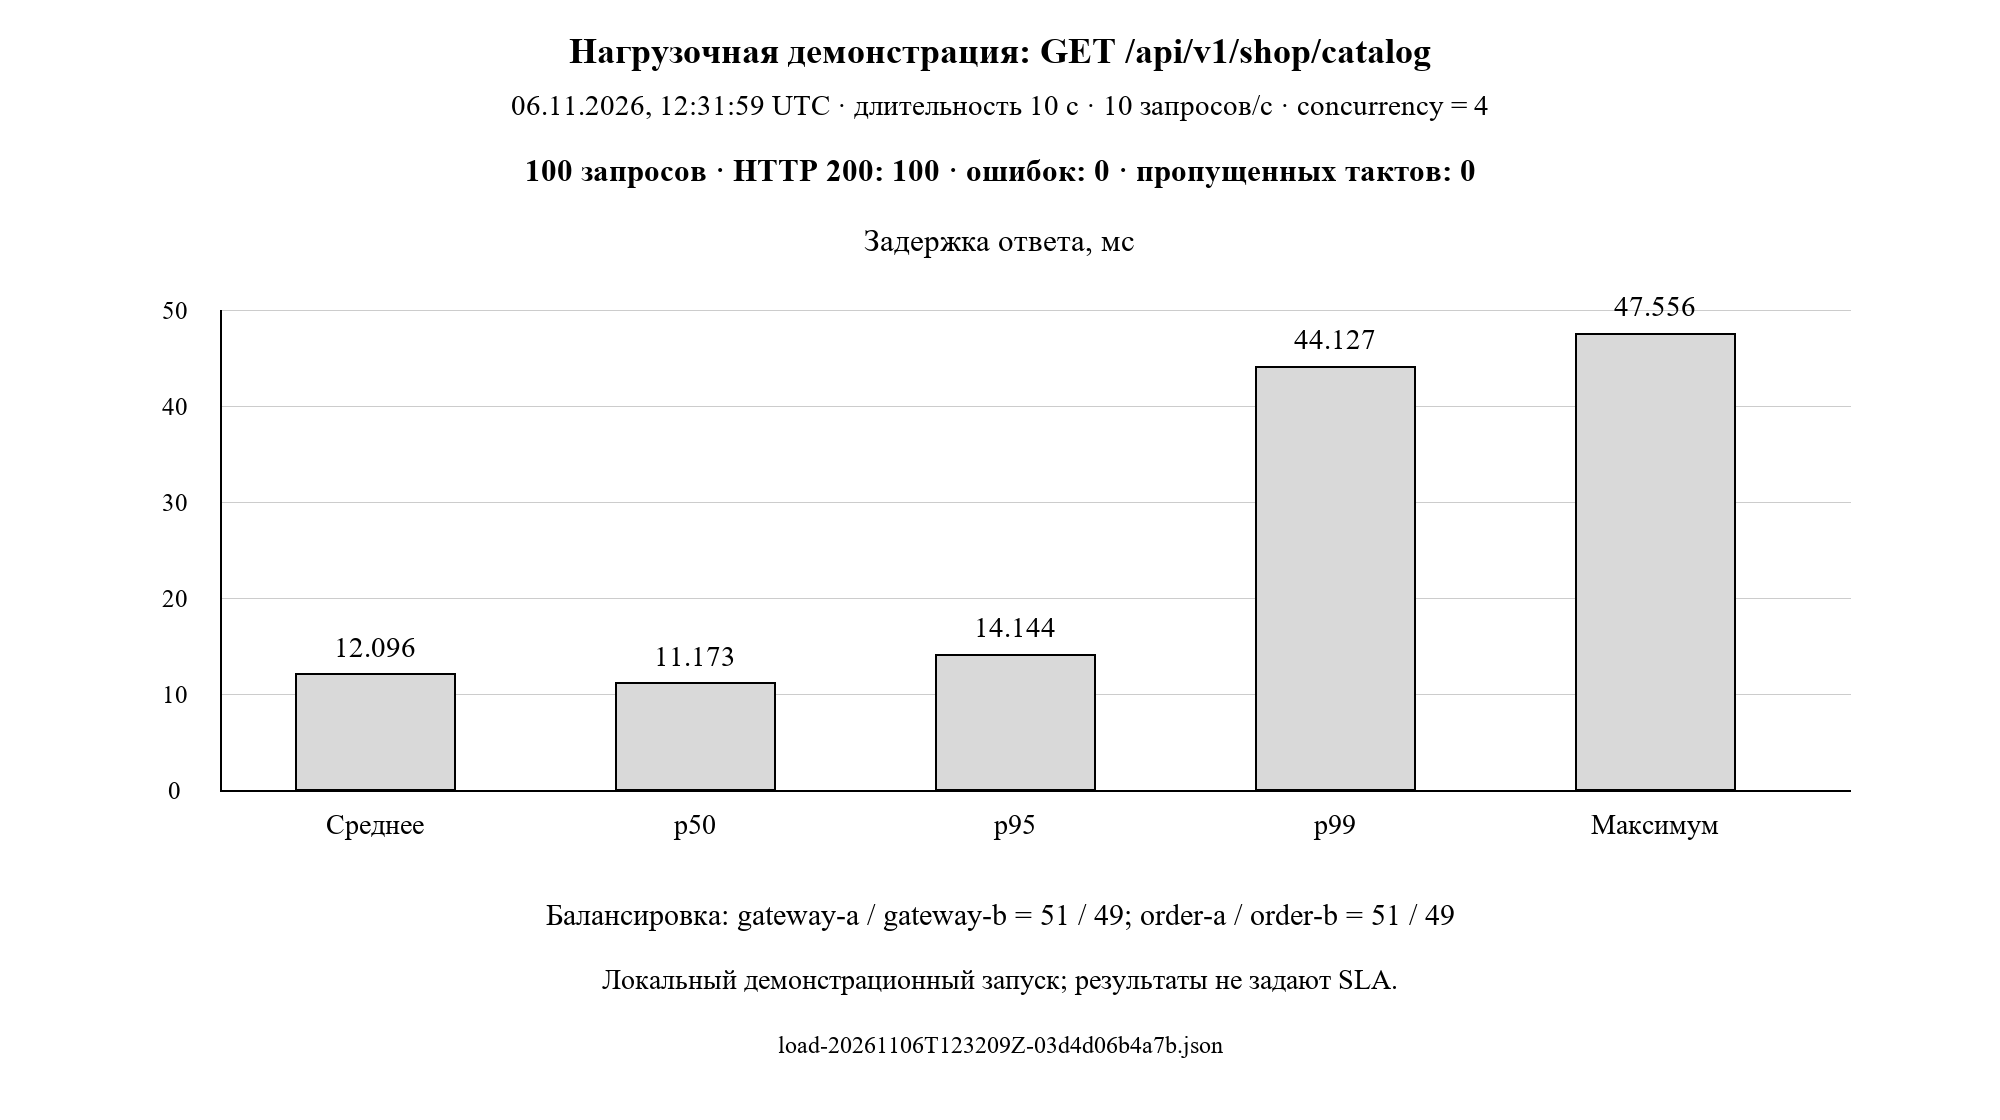 Нагрузочная демонстрация: GET /api/v1/shop/catalog
06.11.2026, 12:31:59 UTC · длительность 10 с · 10 запросов/с · concurrency = 4
100 запросов · HTTP 200: 100 · ошибок: 0 · пропущенных тактов: 0
Задержка ответа, мс
50
40
30
20
10
0
12.096
11.173
14.144
44.127
47.556
Среднее
p50
p95
p99
Максимум
Балансировка: gateway-a / gateway-b = 51 / 49; order-a / order-b = 51 / 49
Локальный демонстрационный запуск; результаты не задают SLA.
load-20261106T123209Z-03d4d06b4a7b.json